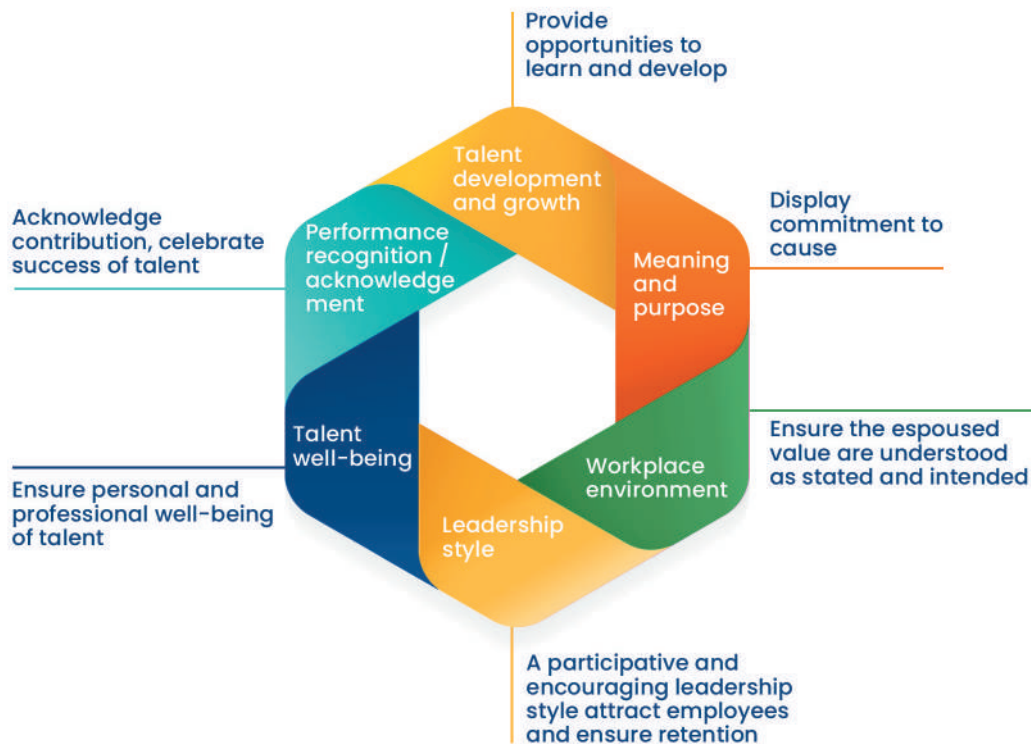 Provide
opportunities to
learn and develop
Talent
development
and growth
Display
commitment to
cause
Meaning
and
purpose
Acknowledge
contribution, celebrate
success of talent
Performance
recognition /
acknowledge
ment
Talent
well-being
Ensure personal and
professional well-being
of talent
Workplace
environment
Ensure the espoused
value are understood
as stated and intended
Leadership
style
A participative and
encouraging leadership
style attract employees
and ensure retention